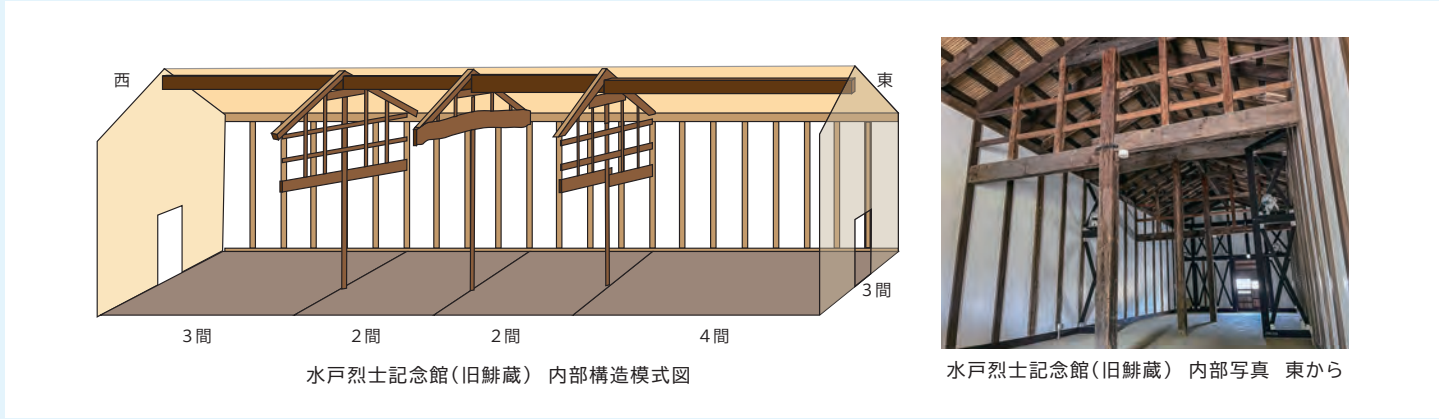 西
東
3間
3間
2間
2間
4間
水戸烈士記念館(旧鯡蔵) 内部構造模式図
水戸烈士記念館(旧鯡蔵) 内部写真 東から